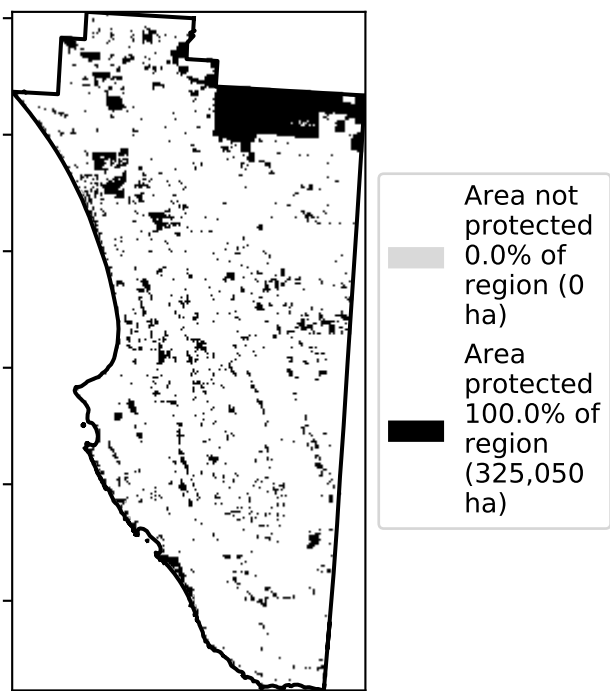 Area not
protected
0.0% of
region (0
ha)
Area
protected
100.0% of
region
(325,050
ha)